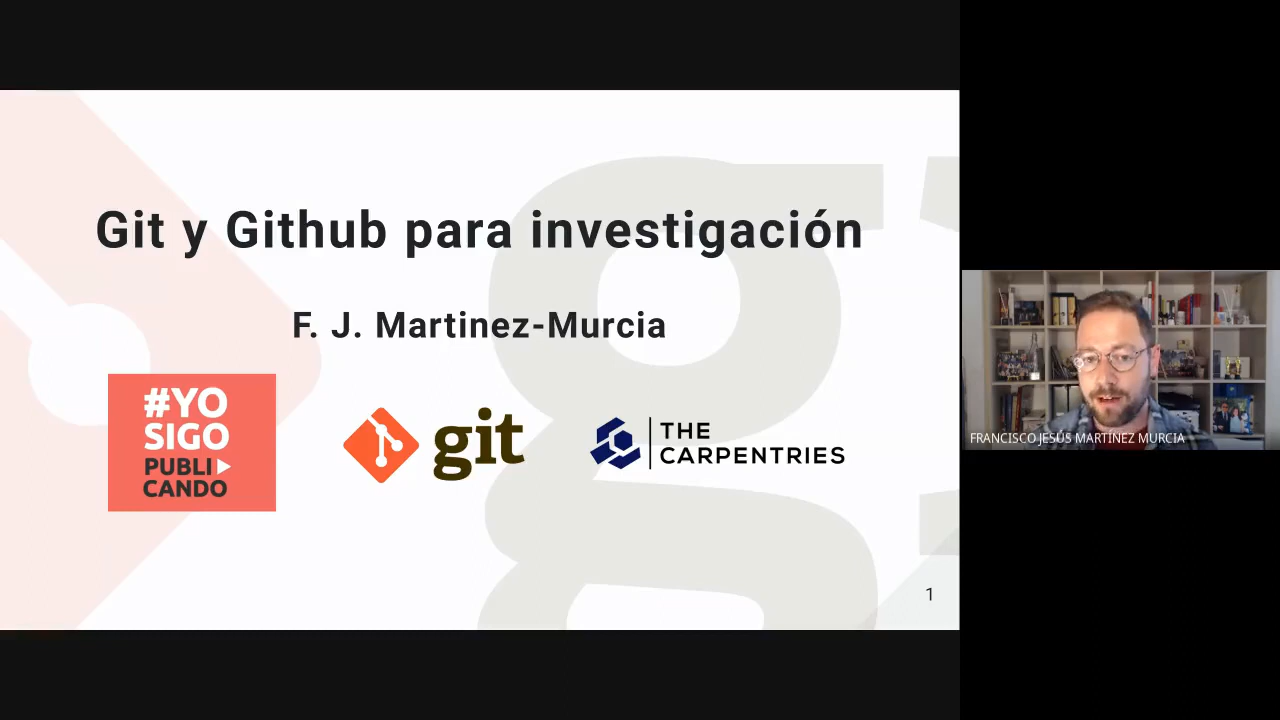 Git y Github para investigación
F. J. Martinez-Murcia
#YO
SIGO
PUBLI
CANDO
git
THE
CARPENTRIES
1
FRANCISCO JESÚS MARTÍNEZ MURCIA